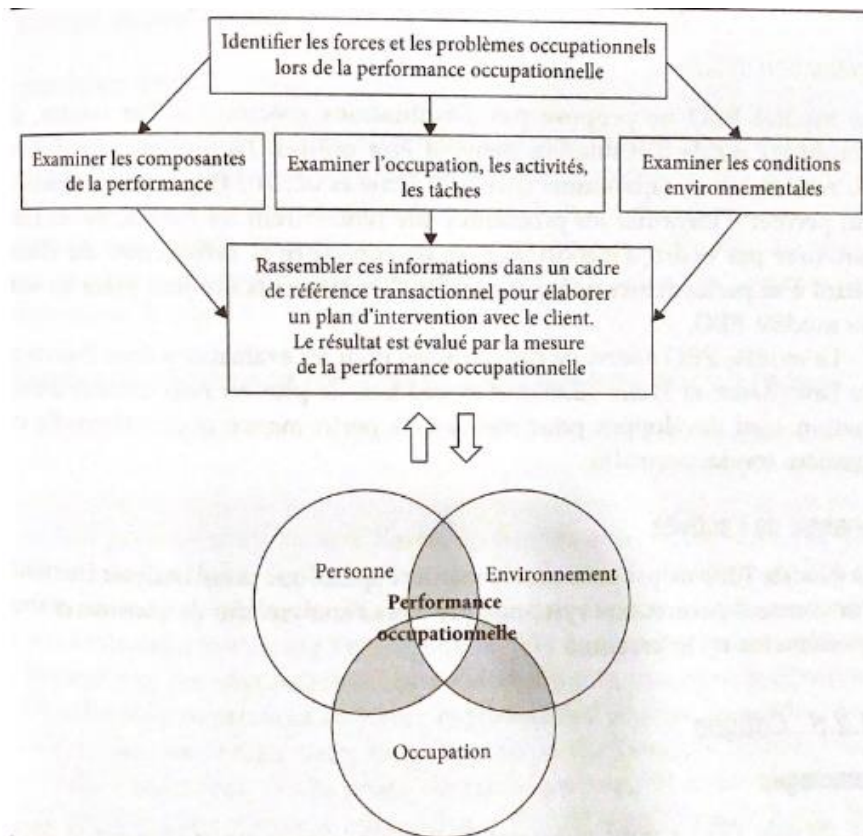 Identifier les forces et les problèmes occupationnels
lors de la performance occupationnelle
Examiner les composantes
de la performance
Examiner l'occupation, les activités,
les tâches
Examiner les conditions
environnementales
Rassembler ces informations dans un cadre
de référence transactionnel pour élaborer
un plan d'intervention avec le client.
Le résultat est évalué par la mesure
de la performance occupationnelle
Personne
Environnement
Performance
occupationnelle
Occupation